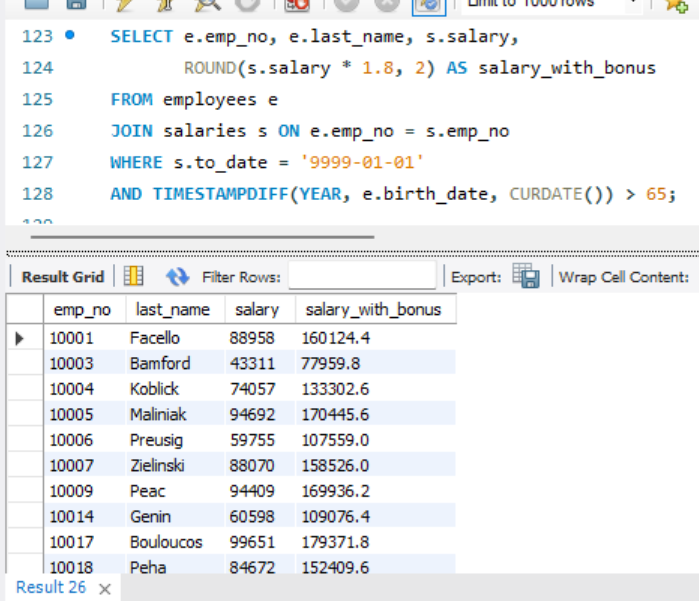 Limit to 1000 rows
123 SELECT e.emp_no, e.last_name, s.salary,
124 ROUND(s.salary * 1.8, 2) AS salary_with_bonus
125 FROM employees e
126 JOIN salaries s ON e.emp_no = s.emp_no
127 WHERE s.to_date = '9999-01-01'
128 AND TIMESTAMPDIFF(YEAR, e.birth_date, CURDATE()) > 65;
Result Grid Filter Rows: Export: Wrap Cell Content:
emp_no last_name salary salary_with_bonus
10001 Facello 88958 160124.4
10003 Bamford 43311 77959.8
10004 Koblick 74057 133302.6
10005 Maliniak 94692 170445.6
10006 Preusig 59755 107559.0
10007 Zielinski 88070 158526.0
10009 Peac 94409 169936.2
10014 Genin 60598 109076.4
10017 Bouloucos 99651 179371.8
10018 Peha 84672 152409.6
Result 26